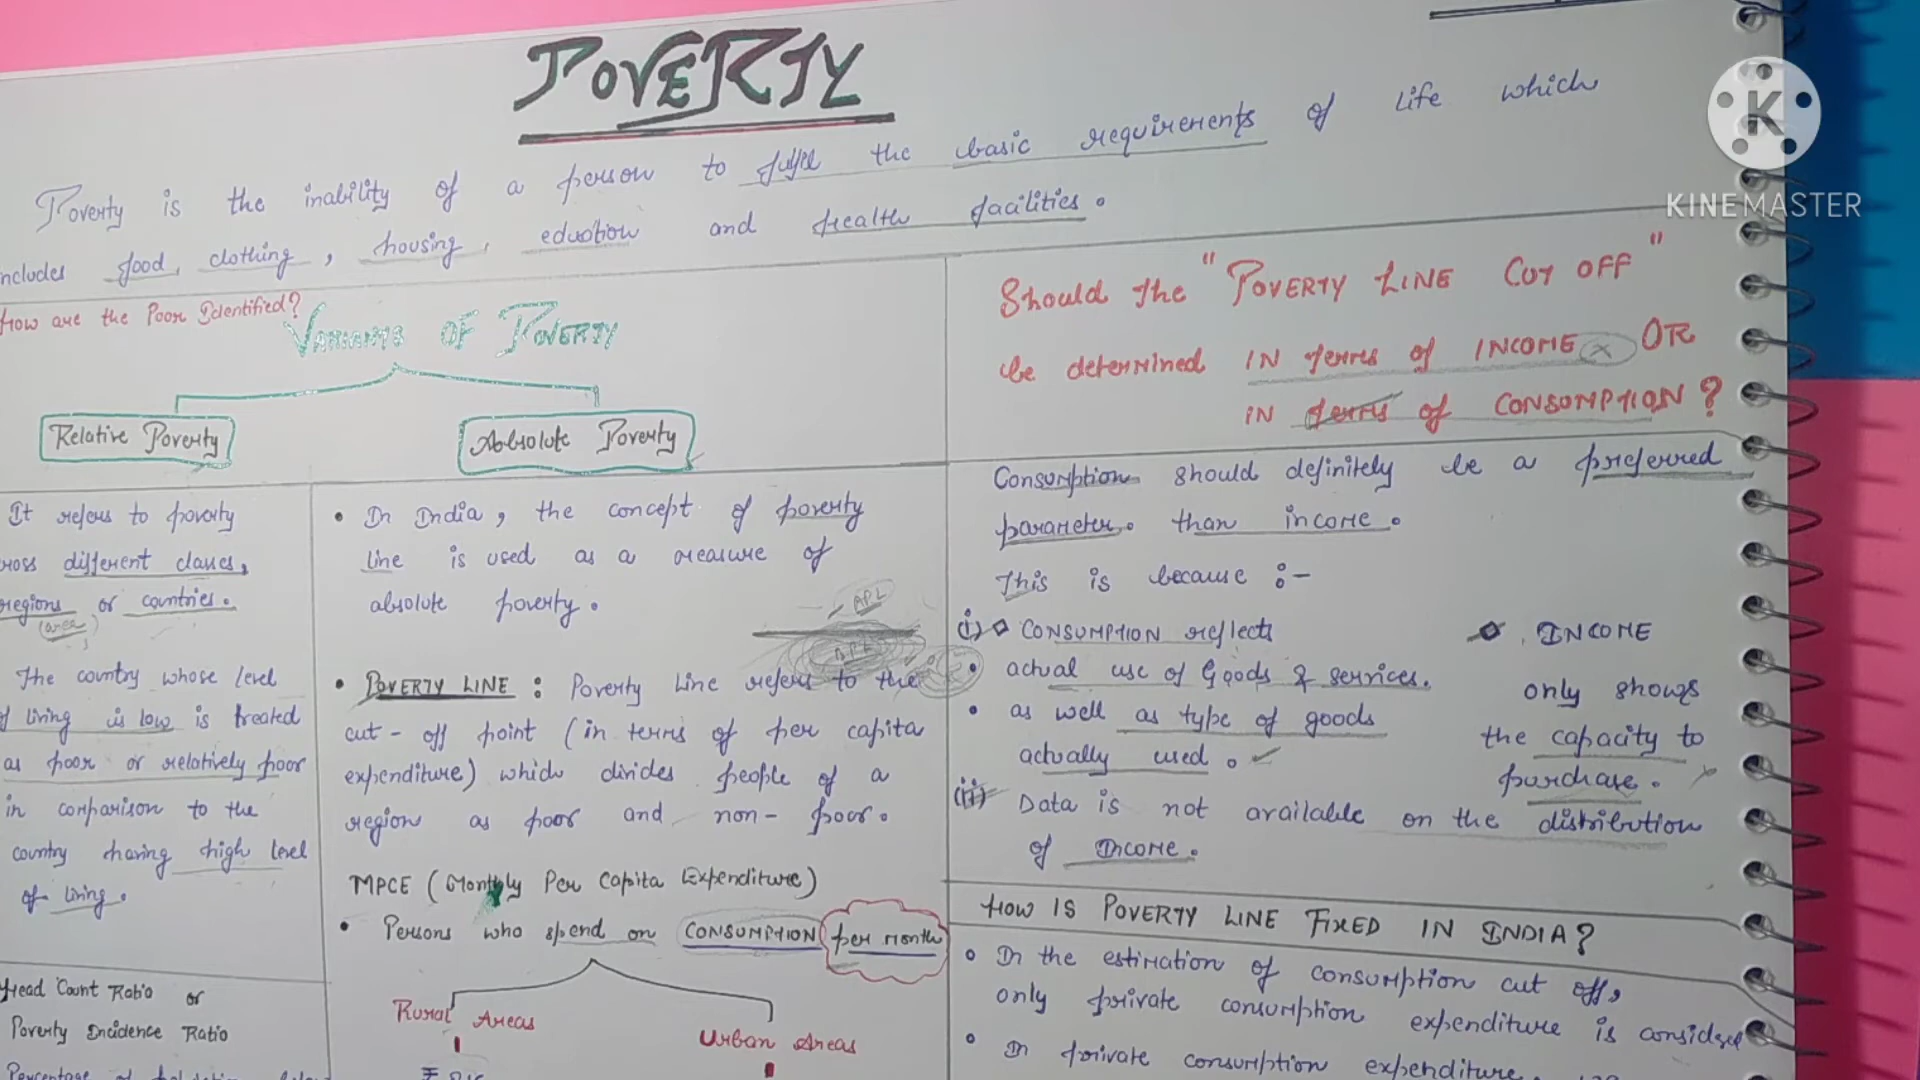 POVERTY
Poverty is the inability of a person to fulfil the basic requirements of life which
includes food, clothing, housing, education and health facilities.
How are the Poor Identified?
VARIANTS OF POVERTY
Relative Poverty
Absolute Poverty
It refers to poverty
different classes,
regions or countries.
(area)
The country whose level
of living is low is treated
as poor or relatively poor
in comparison to the
country having high level
of living.
Head Count Ratio or
Poverty Incidence Ratio
Percentage of
• In India, the concept of poverty
line is used as a measure of
absolute poverty.
APL
BPL
• POVERTY LINE : Poverty Line refers to the
cut-off point (in terms of per capita
expenditure) which divides people of a
region as poor and non-poor.
MPCE (Monthly Per Capita Expenditure)
• Persons who spend on CONSUMPTION per month
Rural Areas
Urban Areas
Should the "POVERTY LINE CUT OFF"
be determined IN terms of INCOME x OR
IN terms of CONSUMPTION?
Consumption should definitely be a preferred
parameter. than income.
This is because :-
(i) CONSUMPTION reflects
• actual use of Goods & services.
• as well as type of goods
actually used.
INCOME
only shows
the capacity to
purchase.
(ii) Data is not available on the distribution
of Income.
HOW IS POVERTY LINE FIXED IN INDIA?
• In the estimation of consumption cut off,
only private consumption expenditure is considered
• In private consumption expenditure,
K
KINEMASTER